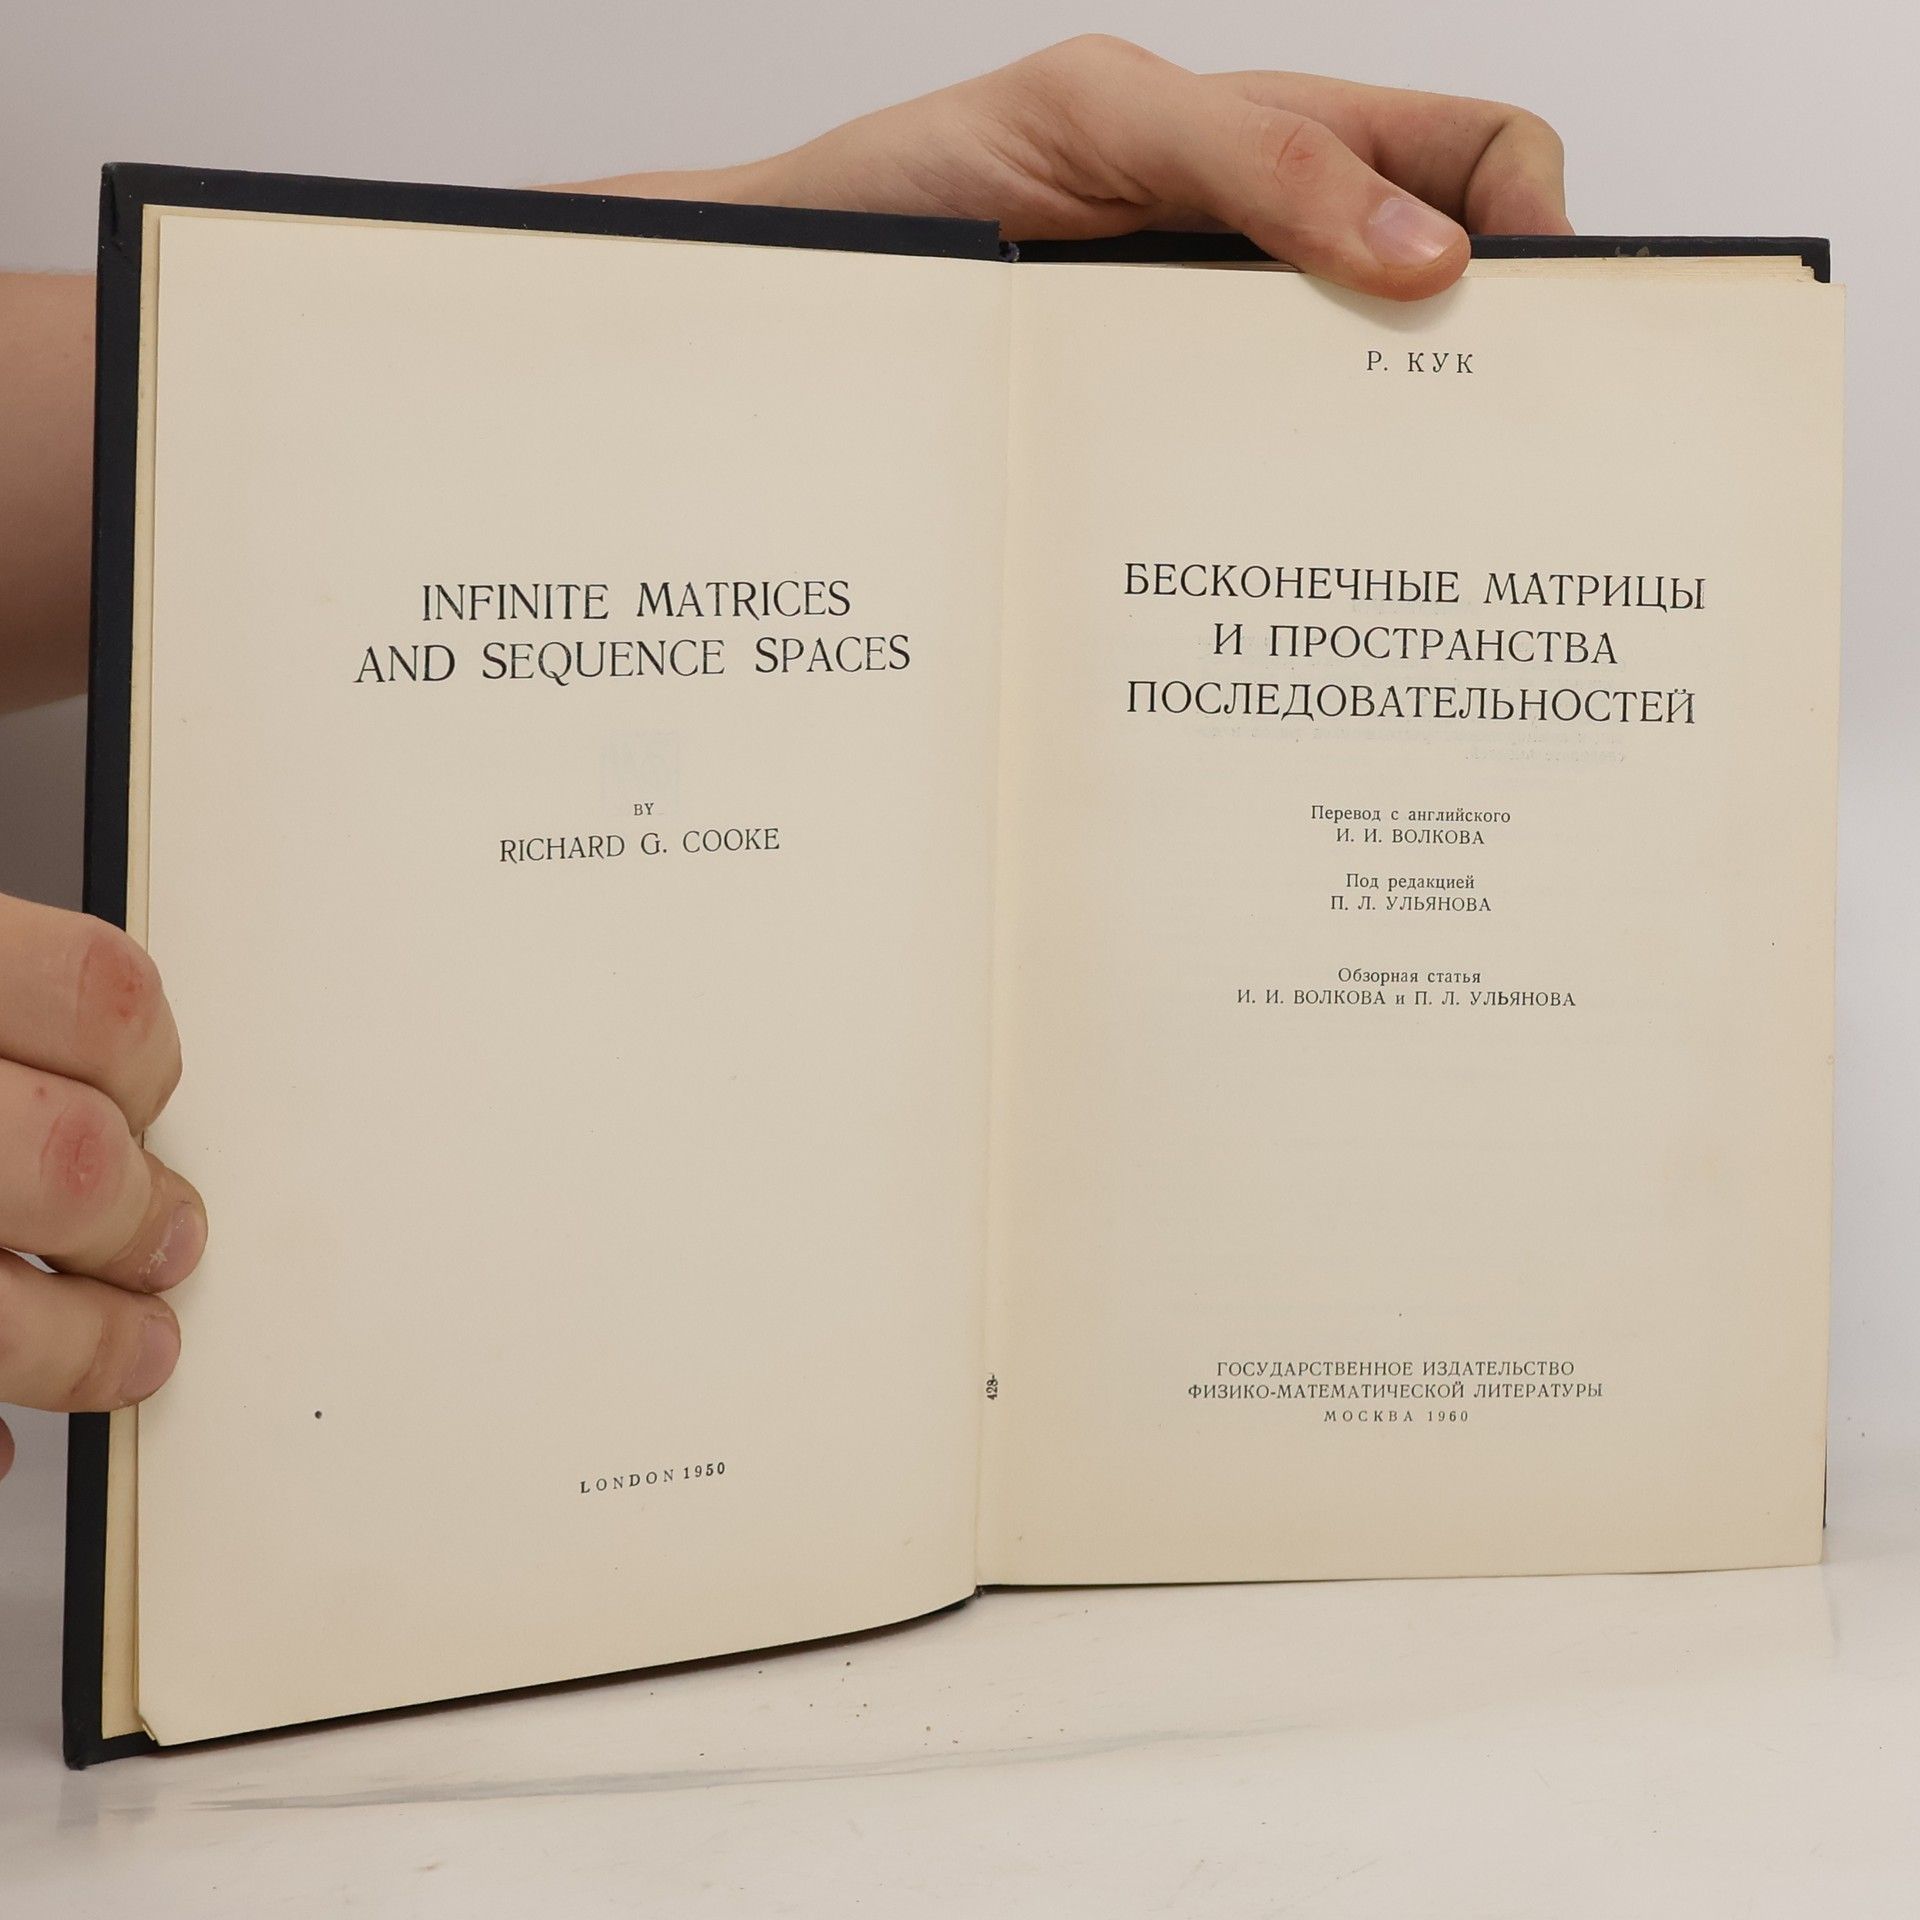 INFINITE MATRICES
AND SEQUENCE SPACES
BY
RICHARD G. COOKE
LONDON 1950
428-
Р. КУК
БЕСКОНЕЧНЫЕ МАТРИЦЫ
И ПРОСТРАНСТВА
ПОСЛЕДОВАТЕЛЬНОСТЕЙ
Перевод с английского
И. И. ВОЛКОВА
Под редакцией
П. Л. УЛЬЯНОВА
Обзорная статья
И. И. ВОЛКОВА и П. Л. УЛЬЯНОВА
ГОСУДАРСТВЕННОЕ ИЗДАТЕЛЬСТВО
ФИЗИКО-МАТЕМАТИЧЕСКОЙ ЛИТЕРАТУРЫ
МОСКВА 1960